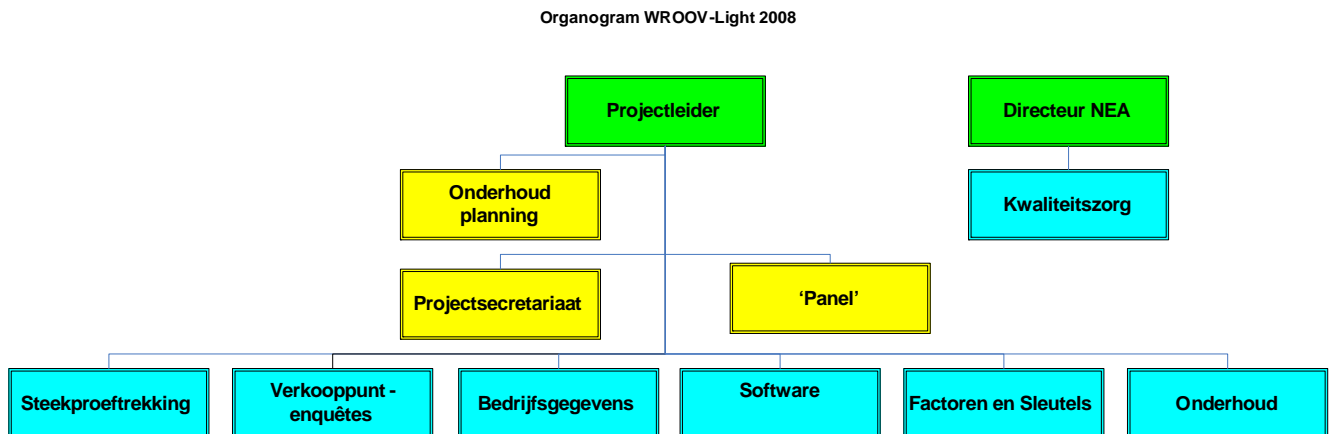 Organogram WROOV-Light 2008
Projectleider
Directeur NEA
Onderhoud
planning
Kwaliteitszorg
Projectsecretariaat
‘Panel’
Steekproeftrekking
Verkooppunt -
enquêtes
Bedrijfsgegevens
Software
Factoren en Sleutels
Onderhoud